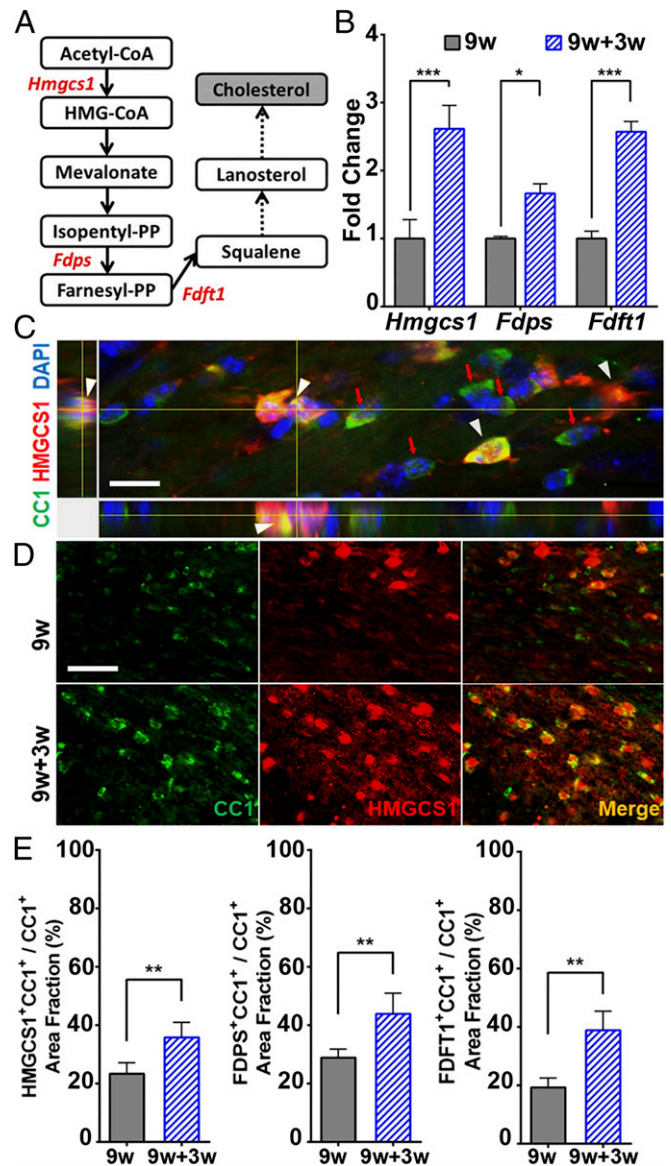 A
Acetyl-CoA
Hmgcs1
HMG-CoA
Mevalonate
Isopentyl-PP
Fdps
Farnesyl-PP
Fdft1
Squalene
Lanosterol
Cholesterol
B
9w
9w+3w
Fold Change
4
3
2
1
0
***
*
***
Hmgcs1
Fdps
Fdft1
C
CC1 HMGCS1 DAPI
D
9w
9w+3w
CC1
HMGCS1
Merge
E
HMGCS1+CC1+ / CC1+
Area Fraction (%)
100
80
60
40
20
0
**
9w 9w+3w
FDPS+CC1+ / CC1+
Area Fraction (%)
100
80
60
40
20
0
**
9w 9w+3w
FDFT1+CC1+ / CC1+
Area Fraction (%)
100
80
60
40
20
0
**
9w 9w+3w